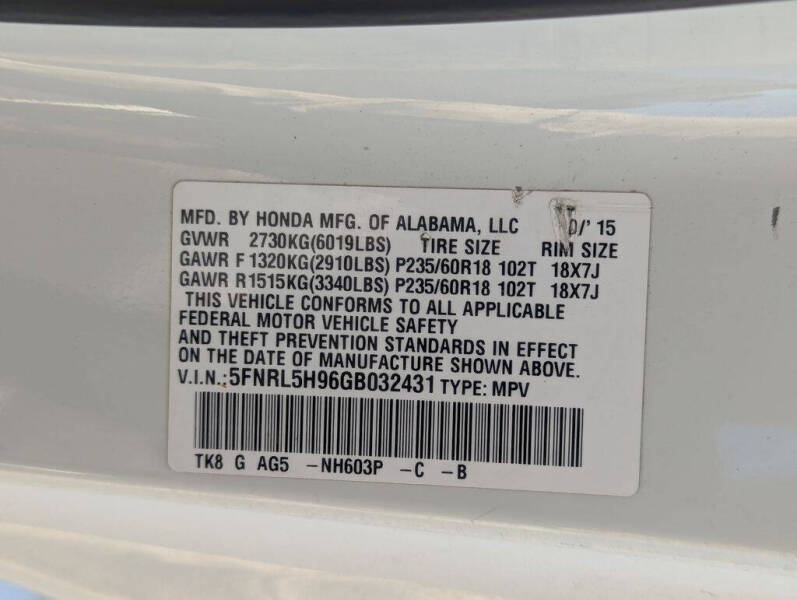 MFD. BY HONDA MFG. OF ALABAMA, LLC 0/' 15
GVWR 2730KG(6019LBS) TIRE SIZE RIM SIZE
GAWR F 1320KG(2910LBS) P235/60R18 102T 18X7J
GAWR R1515KG(3340LBS) P235/60R18 102T 18X7J
THIS VEHICLE CONFORMS TO ALL APPLICABLE
FEDERAL MOTOR VEHICLE SAFETY
AND THEFT PREVENTION STANDARDS IN EFFECT
ON THE DATE OF MANUFACTURE SHOWN ABOVE.
V.I.N.:5FNRL5H96GB032431 TYPE: MPV
TK8 G AG5 -NH603P -C -B